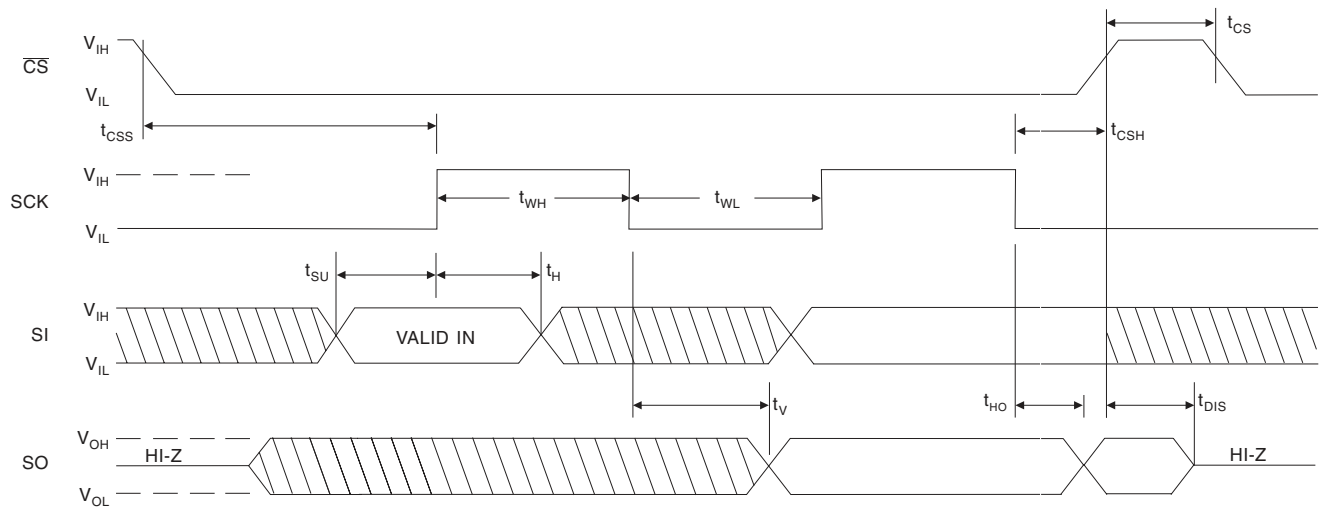 tCS
VIH
C̅S̅
VIL
tCSS
tCSH
VIH
SCK
tWH
tWL
VIL
tSU
tH
VIH
SI
VALID IN
VIL
tV
tHO
tDIS
VOH
SO
HI-Z
HI-Z
VOL